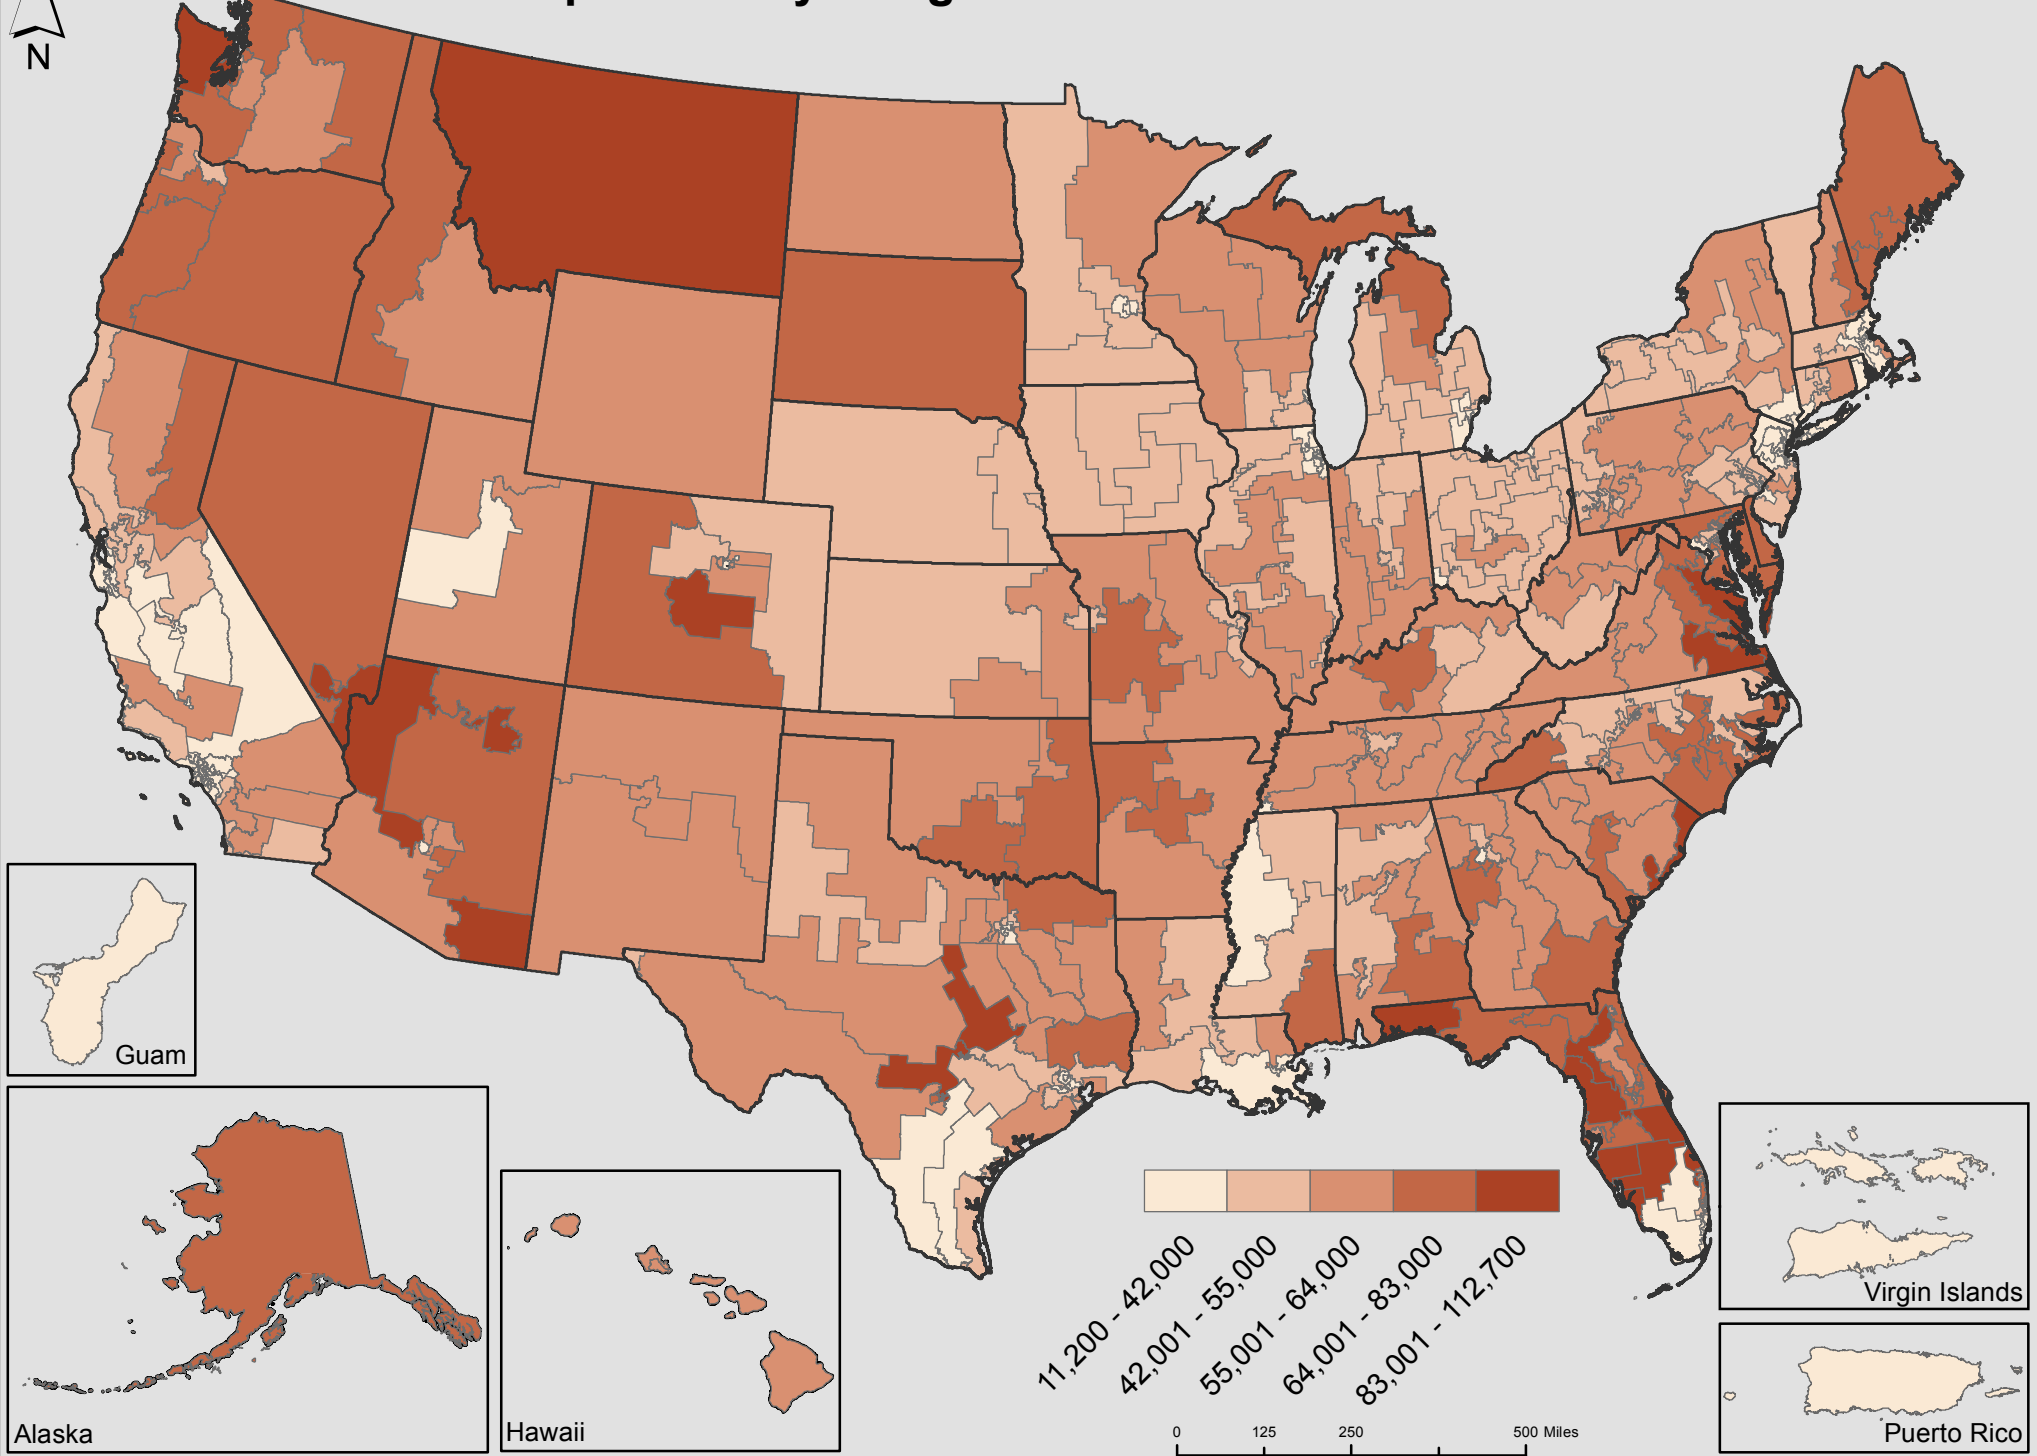 N
Guam
Alaska
Hawaii
11,200 - 42,000
42,001 - 55,000
55,001 - 64,000
64,001 - 83,000
83,001 - 112,700
0 125 250 500 Miles
Virgin Islands
Puerto Rico